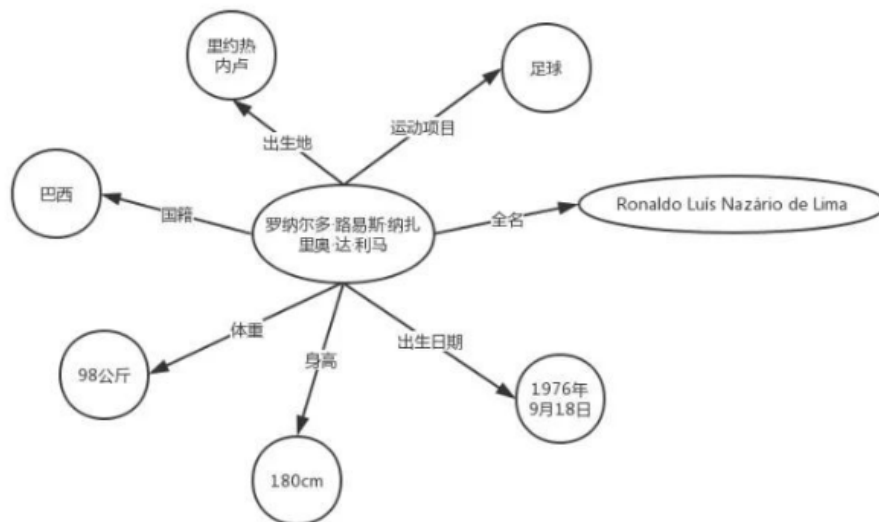 里约热
内卢
足球
出生地
运动项目
巴西
国籍
罗纳尔多·路易斯·纳扎
里奥·达·利马
全名
Ronaldo Luís Nazário de Lima
体重
98公斤
身高
180cm
出生日期
1976年
9月18日